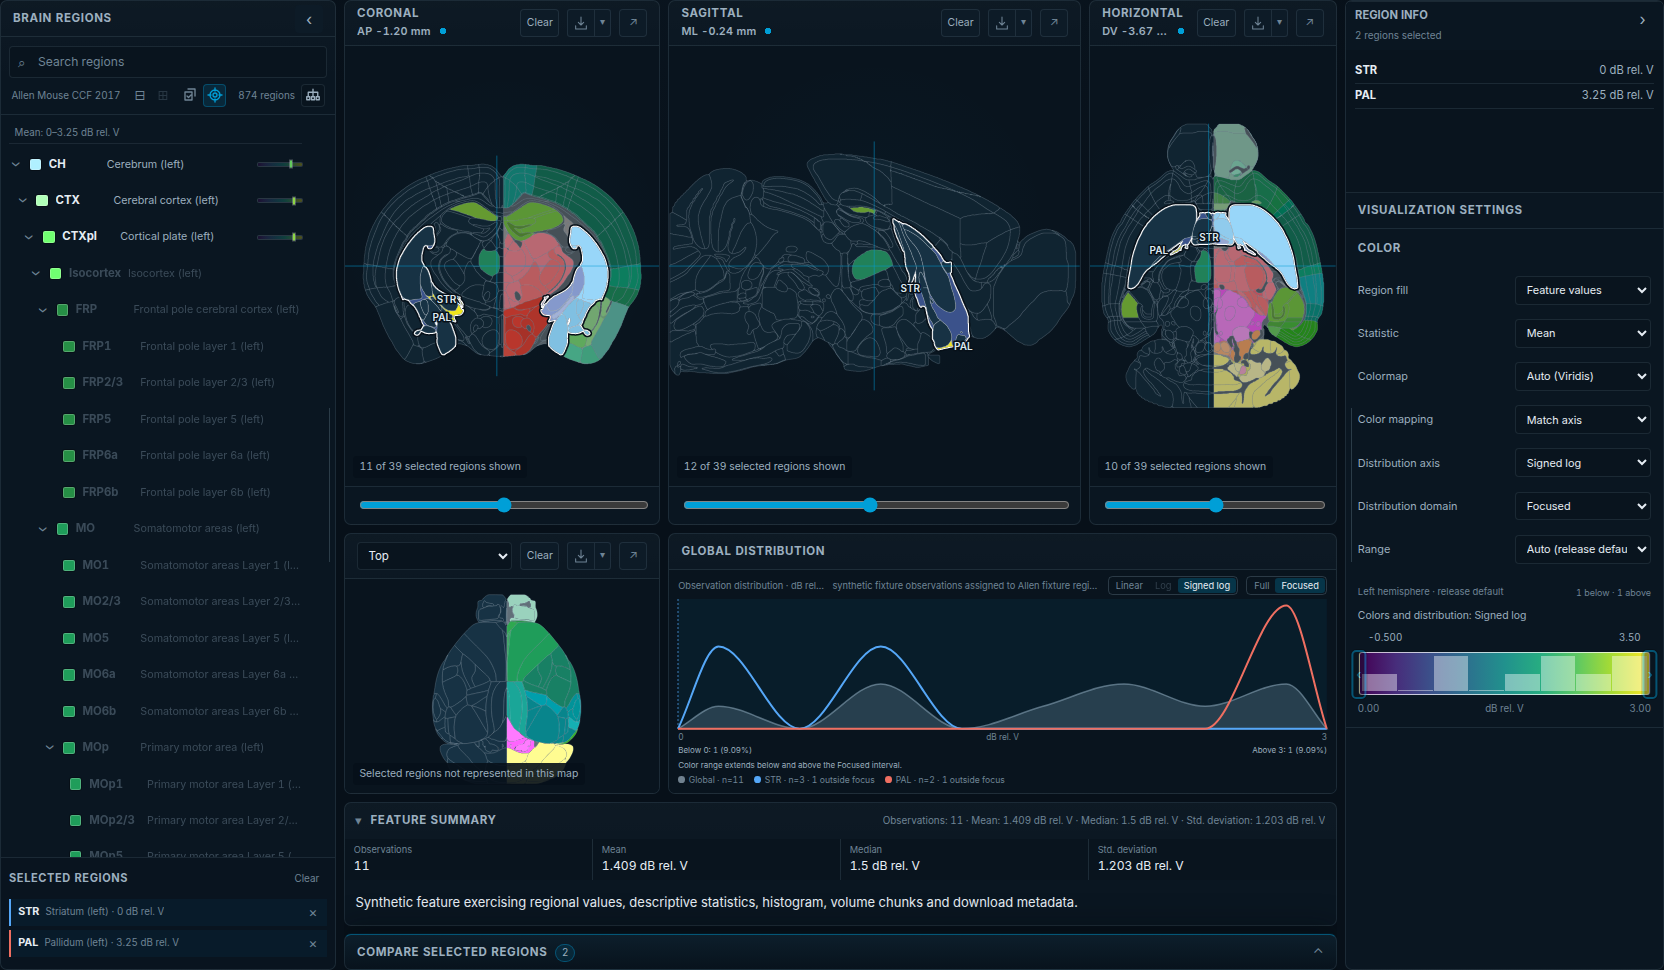 BRAIN REGIONS
Search regions
Allen Mouse CCF 2017
874 regions
Mean: 0–3.25 dB rel. V
CH Cerebrum (left)
CTX Cerebral cortex (left)
CTXpl Cortical plate (left)
Isocortex Isocortex (left)
FRP Frontal pole cerebral cortex (left)
FRP1 Frontal pole layer 1 (left)
FRP2/3 Frontal pole layer 2/3 (left)
FRP5 Frontal pole layer 5 (left)
FRP6a Frontal pole layer 6a (left)
FRP6b Frontal pole layer 6b (left)
MO Somatomotor areas (left)
MO1 Somatomotor areas Layer 1 (l...
MO2/3 Somatomotor areas Layer 2/3...
MO5 Somatomotor areas Layer 5 (l...
MO6a Somatomotor areas Layer 6a ...
MO6b Somatomotor areas Layer 6b ...
MOp Primary motor area (left)
MOp1 Primary motor area Layer 1 (...
MOp2/3 Primary motor area Layer 2/...
MOp5 Primary motor area Layer 5 (
SELECTED REGIONS
Clear
STR Striatum (left) · 0 dB rel. V ×
PAL Pallidum (left) · 3.25 dB rel. V ×
CORONAL
AP -1.20 mm
Clear
STR
PAL
11 of 39 selected regions shown
SAGITTAL
ML -0.24 mm
Clear
STR
PAL
12 of 39 selected regions shown
HORIZONTAL
DV -3.67 ...
Clear
PAL
STR
10 of 39 selected regions shown
Top
Clear
Selected regions not represented in this map
GLOBAL DISTRIBUTION
Observation distribution · dB rel... synthetic fixture observations assigned to Allen fixture regi...
Linear Log Signed log
Full Focused
0 dB rel. V 3
Below 0: 1 (9.09%) Above 3: 1 (9.09%)
Color range extends below and above the Focused interval.
Global · n=11 STR · n=3 · 1 outside focus PAL · n=2 · 1 outside focus
FEATURE SUMMARY
Observations: 11 · Mean: 1.409 dB rel. V · Median: 1.5 dB rel. V · Std. deviation: 1.203 dB rel. V
Observations
11
Mean
1.409 dB rel. V
Median
1.5 dB rel. V
Std. deviation
1.203 dB rel. V
Synthetic feature exercising regional values, descriptive statistics, histogram, volume chunks and download metadata.
COMPARE SELECTED REGIONS 2
REGION INFO
2 regions selected
STR 0 dB rel. V
PAL 3.25 dB rel. V
VISUALIZATION SETTINGS
COLOR
Region fill Feature values
Statistic Mean
Colormap Auto (Viridis)
Color mapping Match axis
Distribution axis Signed log
Distribution domain Focused
Range Auto (release defau
Left hemisphere · release default 1 below · 1 above
Colors and distribution: Signed log
-0.500 3.50
0.00 dB rel. V 3.00